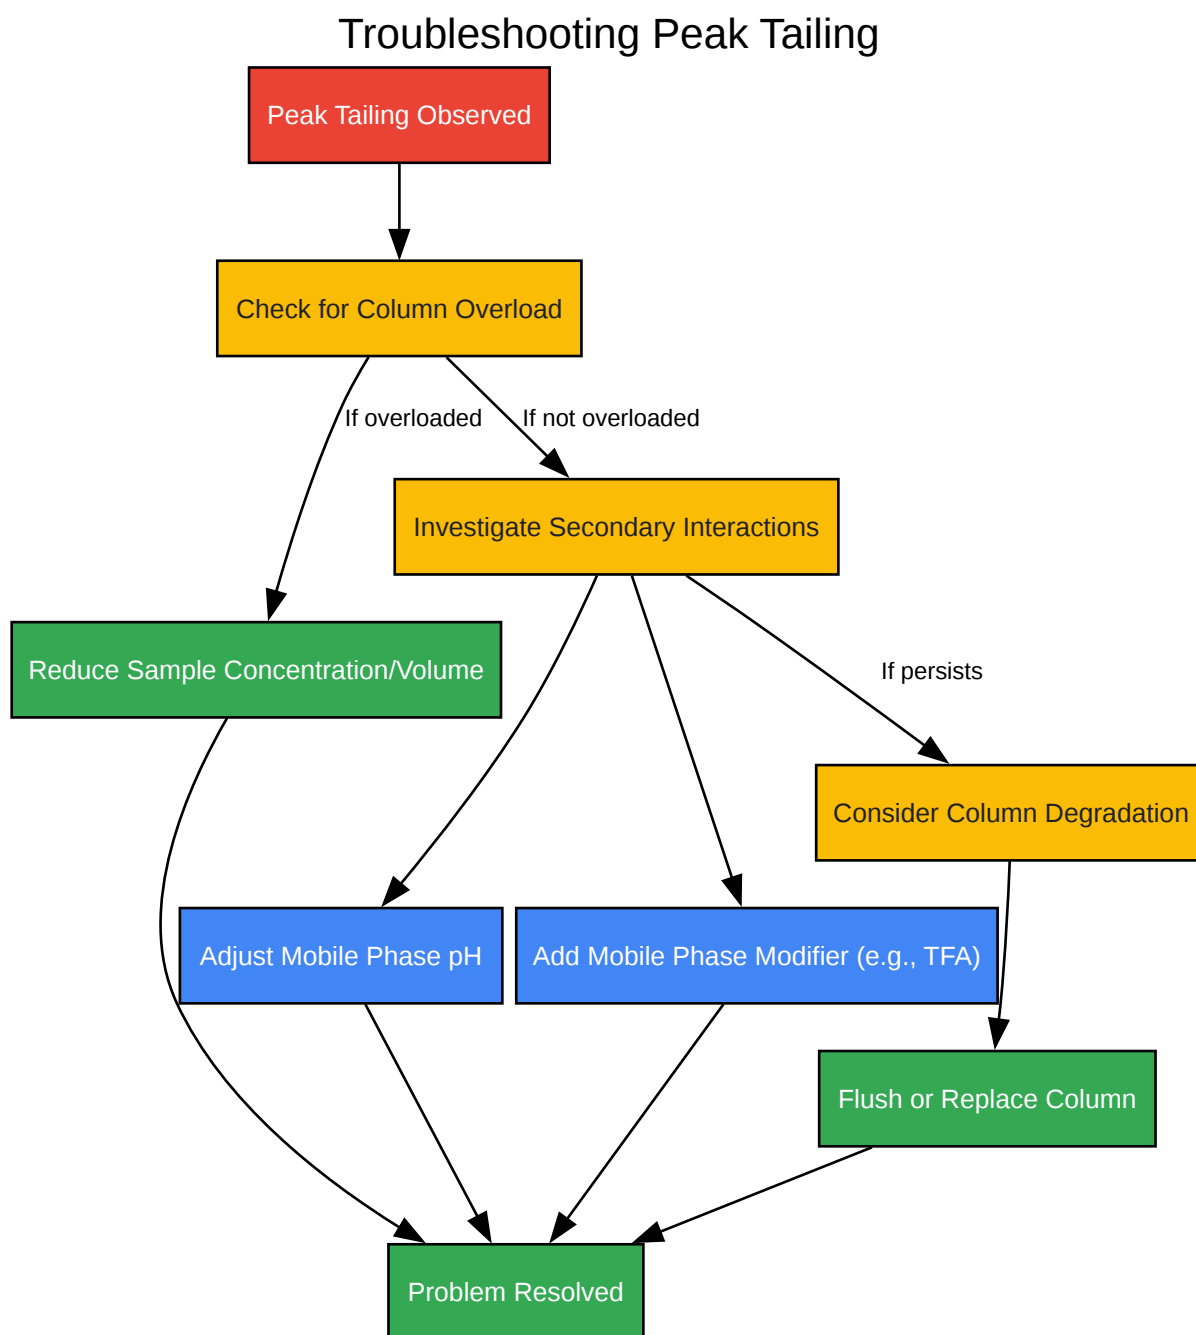 Troubleshooting Peak Tailing
Peak Tailing Observed
Check for Column Overload
If overloaded
If not overloaded
Investigate Secondary Interactions
Reduce Sample Concentration/Volume
If persists
Consider Column Degradation
Adjust Mobile Phase pH
Add Mobile Phase Modifier (e.g., TFA)
Flush or Replace Column
Problem Resolved